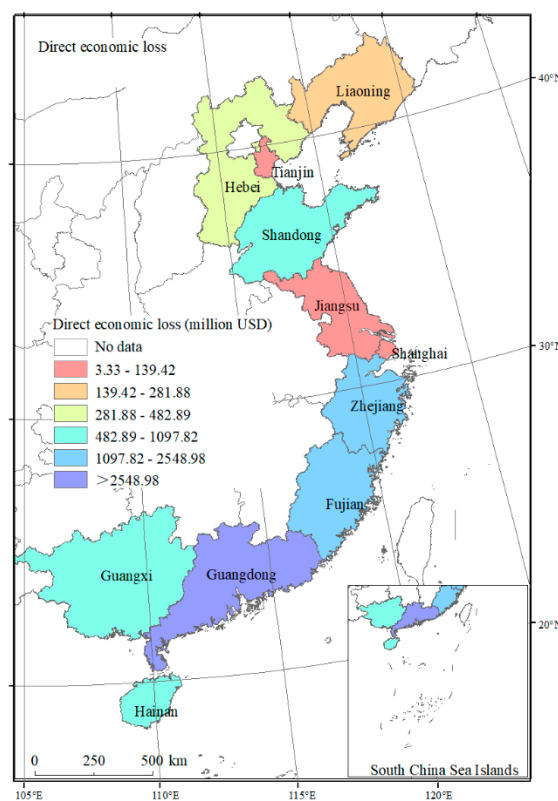 Direct economic loss
Liaoning
40°N
Tianjin
Hebei
Shandong
Jiangsu
Direct economic loss (million USD)
No data
3.33 - 139.42
139.42 - 281.88
281.88 - 482.89
482.89 - 1097.82
1097.82 - 2548.98
＞2548.98
Shanghai
30°N
Zhejiang
Fujian
Guangxi
Guangdong
20°N
Hainan
0 250 500 km
South China Sea Islands
105°E 110°E 115°E 120°E